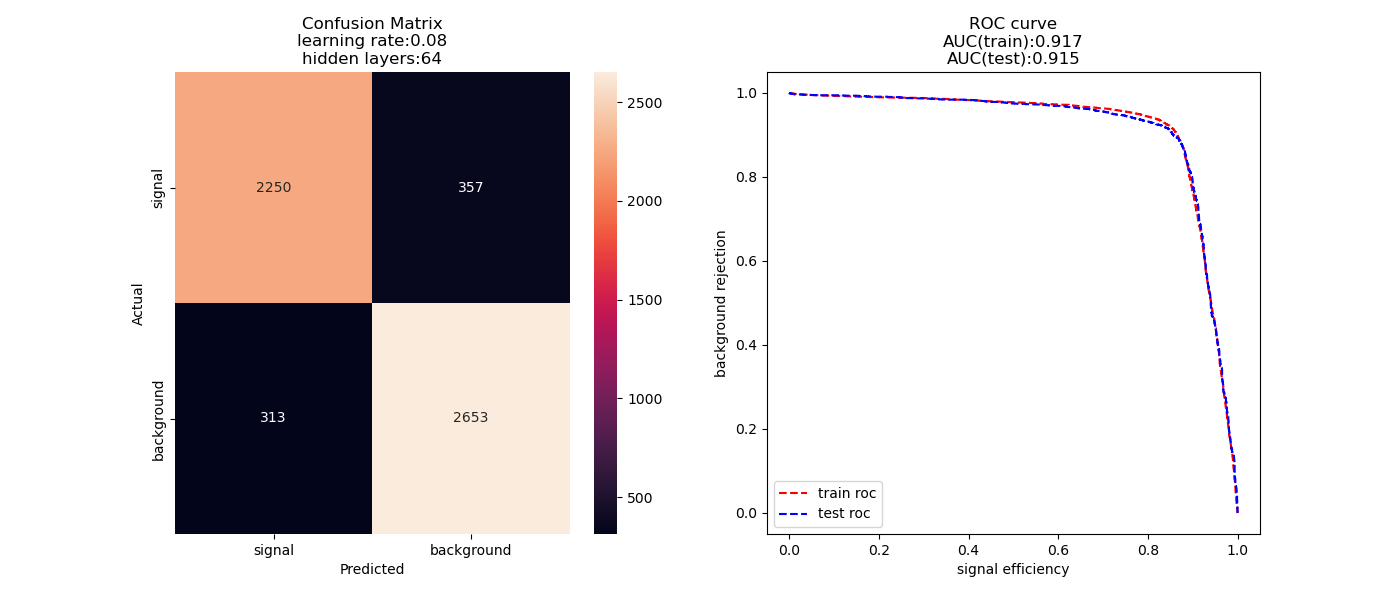 Confusion Matrix
learning rate:0.08
hidden layers:64
signal
background
Actual
2250
357
313
2653
signal
background
Predicted
2500
2000
1500
1000
500
ROC curve
AUC(train):0.917
AUC(test):0.915
background rejection
1.0
0.8
0.6
0.4
0.2
0.0
train roc
test roc
0.0
0.2
0.4
0.6
0.8
1.0
signal efficiency